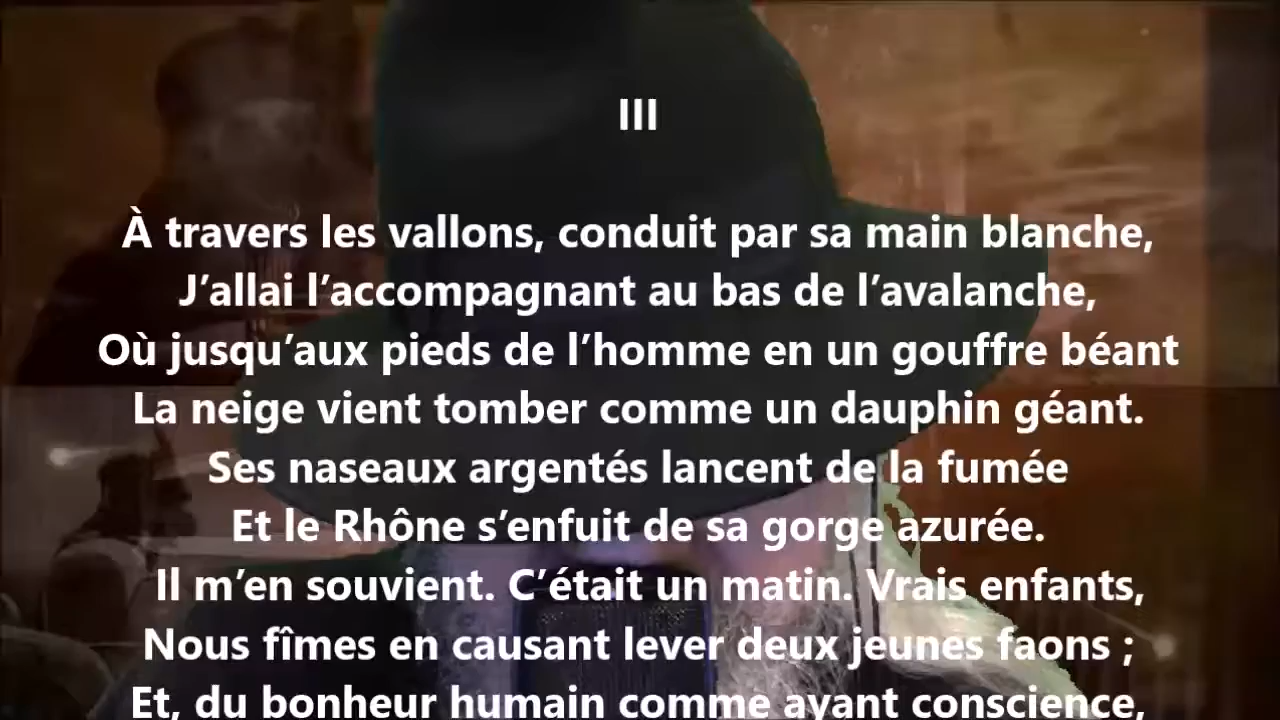 III
À travers les vallons, conduit par sa main blanche,
J’allai l’accompagnant au bas de l’avalanche,
Où jusqu’aux pieds de l’homme en un gouffre béant
La neige vient tomber comme un dauphin géant.
Ses naseaux argentés lancent de la fumée
Et le Rhône s’enfuit de sa gorge azurée.
Il m’en souvient. C’était un matin. Vrais enfants,
Nous fîmes en causant lever deux jeunes faons ;
Et, du bonheur humain comme ayant conscience,